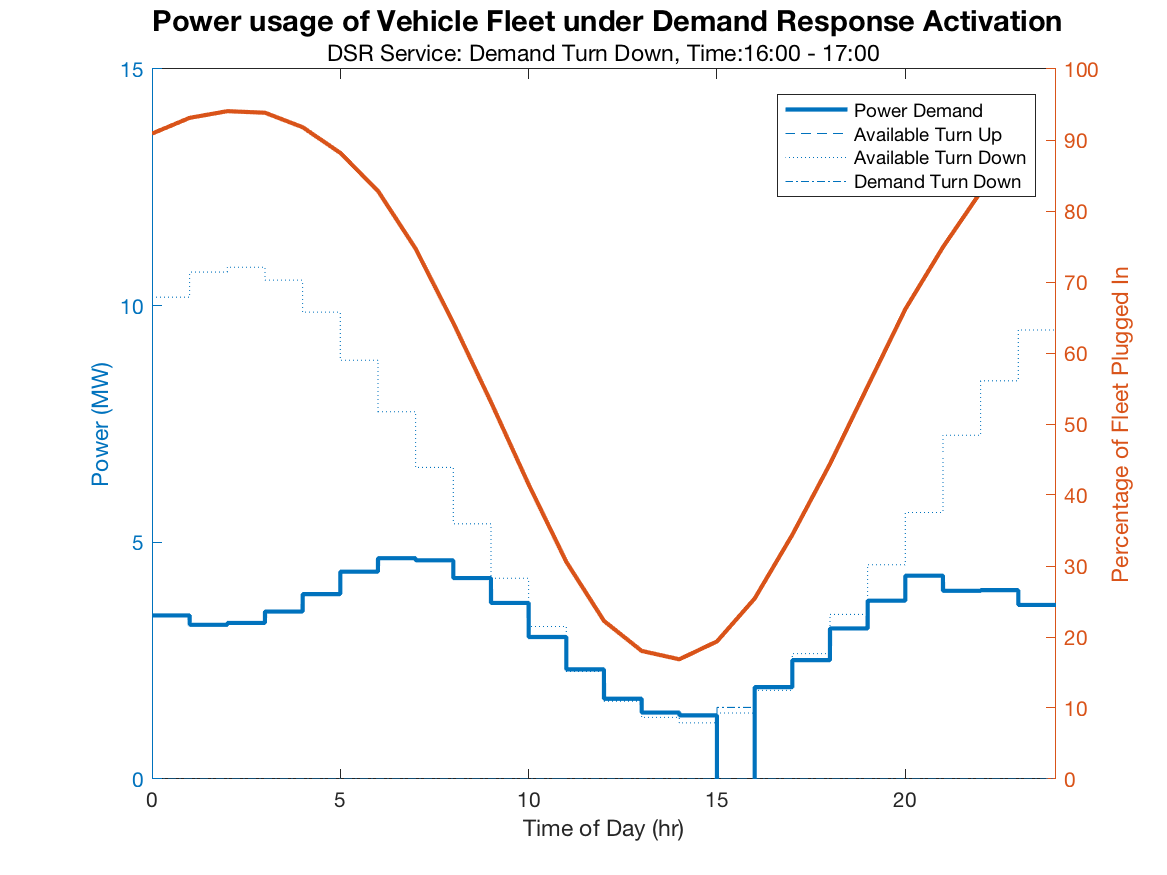 Power usage of Vehicle Fleet under Demand Response Activation
DSR Service: Demand Turn Down, Time:16:00 - 17:00
15
10
5
0
Power (MW)
100
90
80
70
60
50
40
30
20
10
0
Percentage of Fleet Plugged In
Power Demand
Available Turn Up
Available Turn Down
Demand Turn Down
0
5
10
15
20
Time of Day (hr)